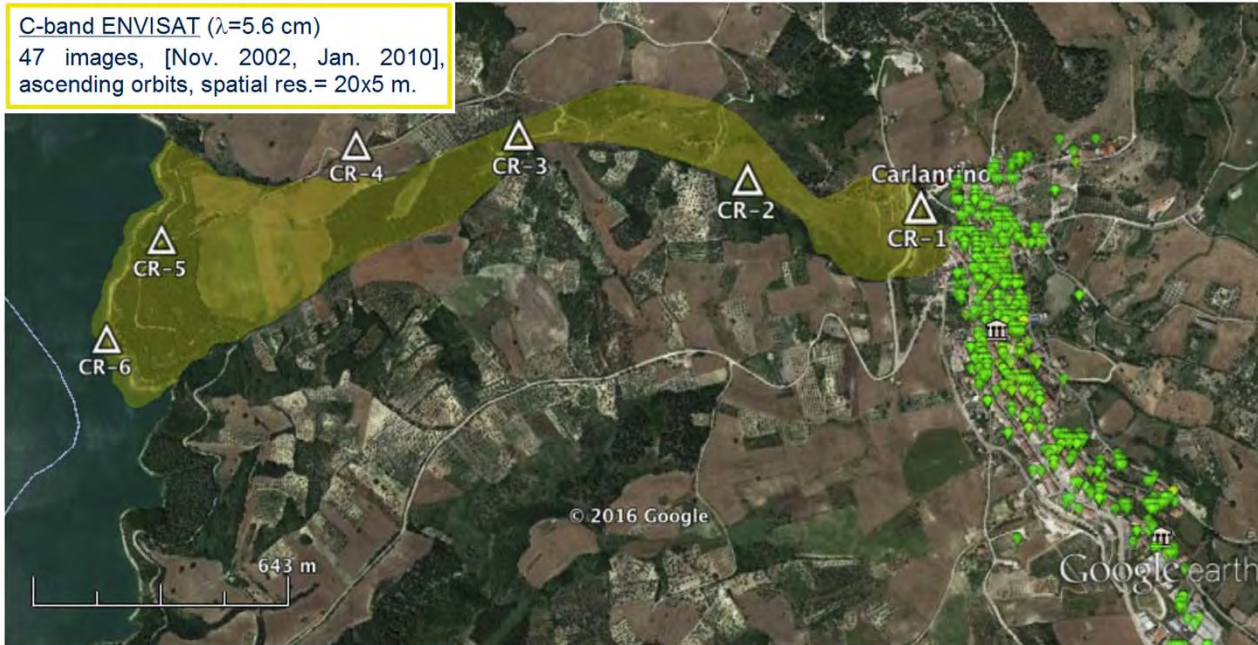 C-band ENVISAT (λ=5.6 cm)
47 images, [Nov. 2002, Jan. 2010],
ascending orbits, spatial res.= 20x5 m.
CR-4
CR-3
CR-2
Carlantino
CR-1
CR-5
CR-6
© 2016 Google
643 m
Google earth